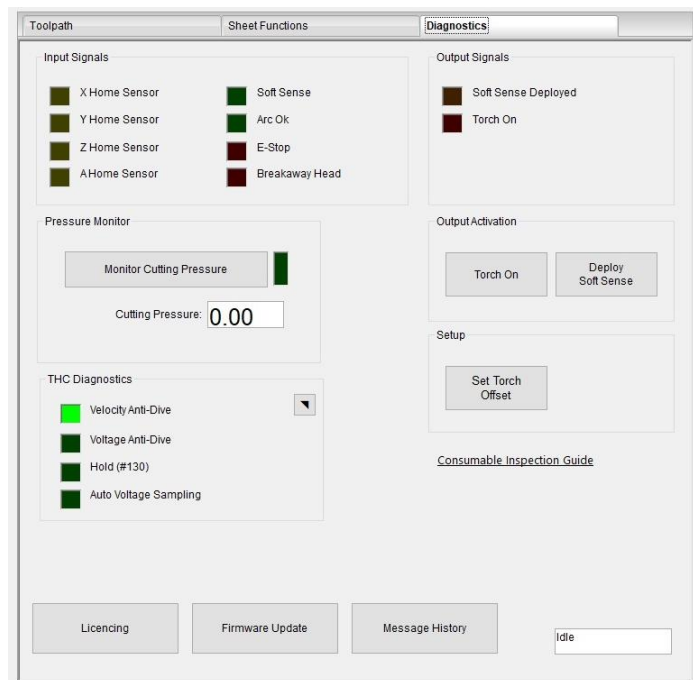 Toolpath
Sheet Functions
Diagnostics
Input Signals
X Home Sensor
Y Home Sensor
Z Home Sensor
A Home Sensor
Soft Sense
Arc Ok
E-Stop
Breakaway Head
Output Signals
Soft Sense Deployed
Torch On
Pressure Monitor
Monitor Cutting Pressure
Cutting Pressure: 0.00
Output Activation
Torch On
Deploy
Soft Sense
Setup
Set Torch
Offset
THC Diagnostics
Velocity Anti-Dive
Voltage Anti-Dive
Hold (#130)
Auto Voltage Sampling
Consumable Inspection Guide
Licencing
Firmware Update
Message History
Idle